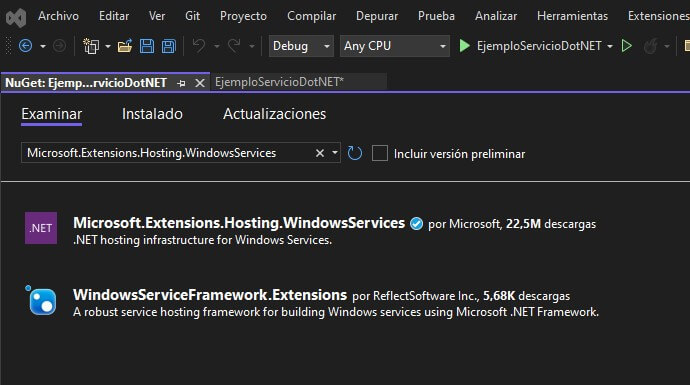 Archivo Editar Ver Git Proyecto Compilar Depurar Prueba Analizar Herramientas Extensiones
Debug Any CPU EjemploServicioDotNET
NuGet: Ejemp...rvicioDotNET EjemploServicioDotNET*
Examinar Instalado Actualizaciones
Microsoft.Extensions.Hosting.WindowsServices Incluir versión preliminar
.NET Microsoft.Extensions.Hosting.WindowsServices por Microsoft, 22,5M descargas
.NET hosting infrastructure for Windows Services.
WindowsServiceFramework.Extensions por ReflectSoftware Inc., 5,68K descargas
A robust service hosting framework for building Windows services using Microsoft .NET Framework.